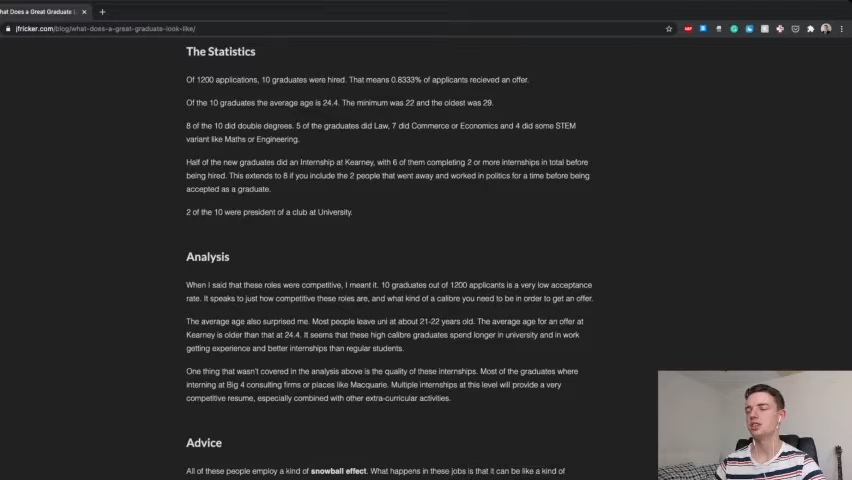 hat Does a Great Graduate L
jfricker.com/blog/what-does-a-great-graduate-look-like/
The Statistics
Of 1200 applications, 10 graduates were hired. That means 0.8333% of applicants recieved an offer.
Of the 10 graduates the average age is 24.4. The minimum was 22 and the oldest was 29.
8 of the 10 did double degrees. 5 of the graduates did Law, 7 did Commerce or Economics and 4 did some STEM
variant like Maths or Engineering.
Half of the new graduates did an Internship at Kearney, with 6 of them completing 2 or more internships in total before
being hired. This extends to 8 if you include the 2 people that went away and worked in politics for a time before being
accepted as a graduate.
2 of the 10 were president of a club at University.
Analysis
When I said that these roles were competitive, I meant it. 10 graduates out of 1200 applicants is a very low acceptance
rate. It speaks to just how competitive these roles are, and what kind of a calibre you need to be in order to get an offer.
The average age also surprised me. Most people leave uni at about 21-22 years old. The average age for an offer at
Kearney is older than that at 24.4. It seems that these high calibre graduates spend longer in university and in work
getting experience and better internships than regular students.
One thing that wasn't covered in the analysis above is the quality of these internships. Most of the graduates where
interning at Big 4 consulting firms or places like Macquarie. Multiple internships at this level will provide a very
competitive resume, especially combined with other extra-curricular activities.
Advice
All of these people employ a kind of snowball effect. What happens in these jobs is that it can be like a kind of